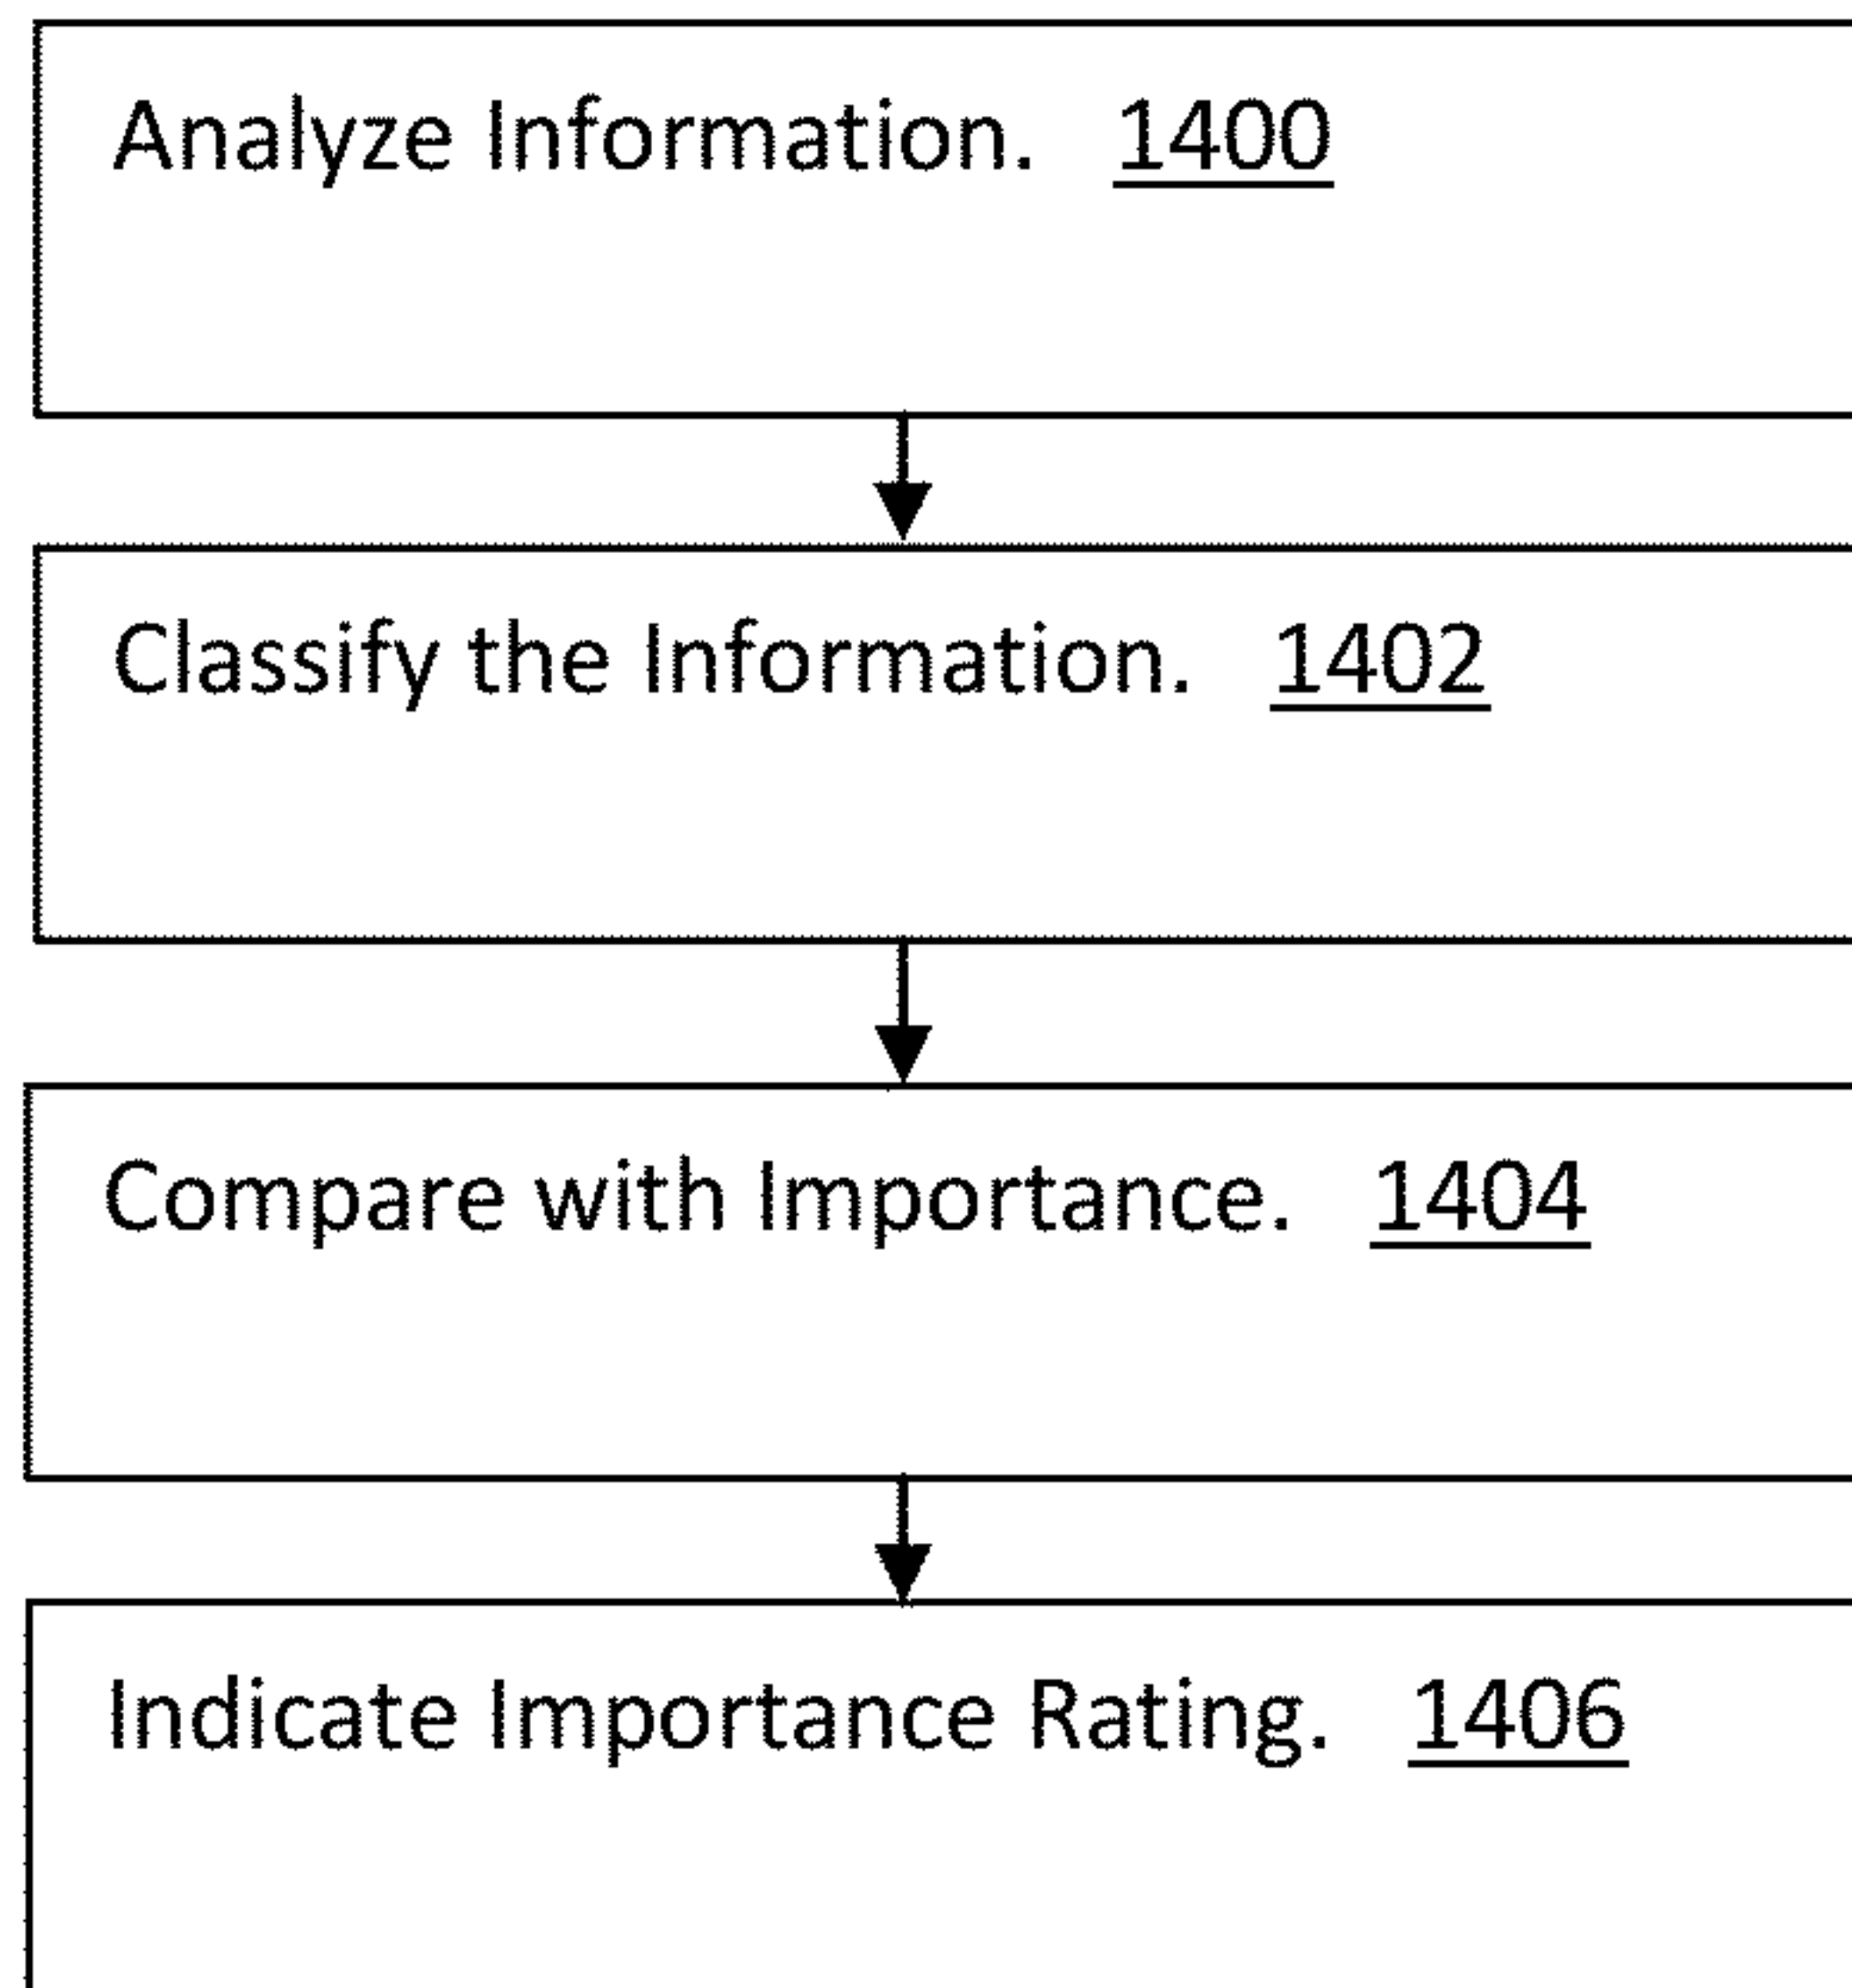 Analyze Information. 1400
Classify the Information. 1402
Compare with Importance. 1404
Indicate Importance Rating. 1406